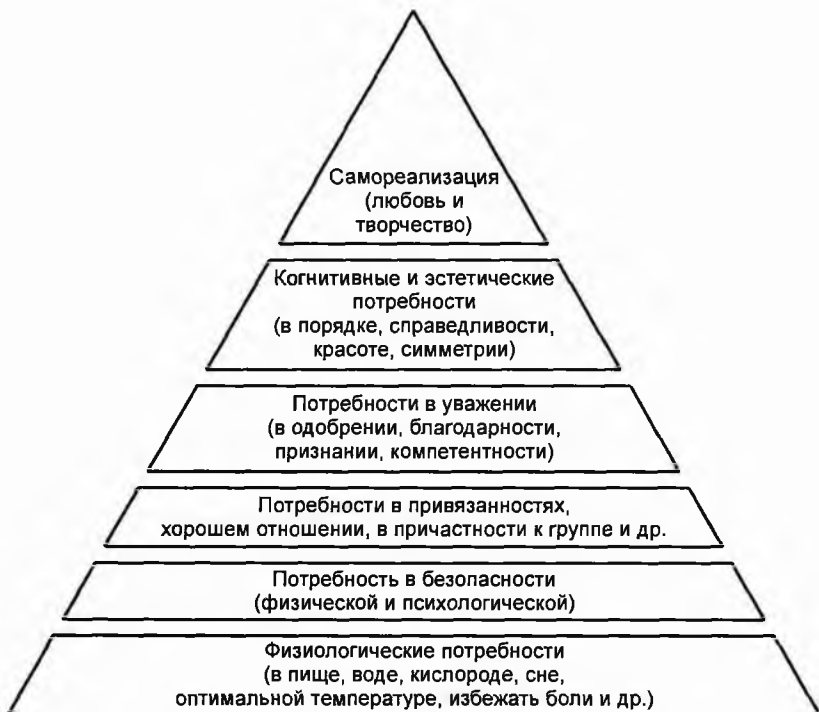 Самореализация
(любовь и
творчество)
Когнитивные и эстетические
потребности
(в порядке, справедливости,
красоте, симметрии)
Потребности в уважении
(в одобрении, благодарности,
признании, компетентности)
Потребности в привязанностях,
хорошем отношении, в причастности к группе и др.
Потребность в безопасности
(физической и психологической)
Физиологические потребности
(в пище, воде, кислороде, сне,
оптимальной температуре, избежать боли и др.)